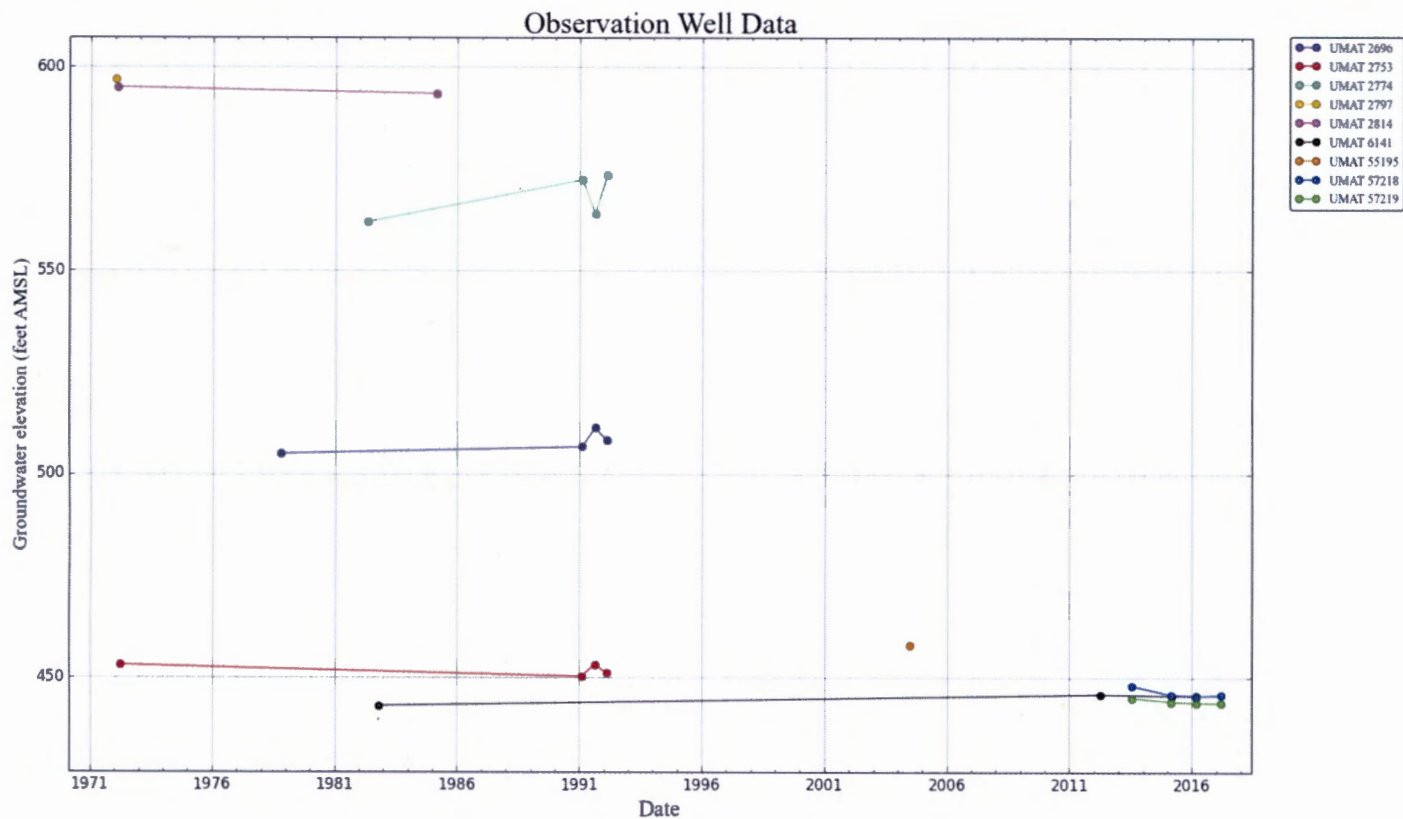 Observation Well Data
600
550
500
450
Groundwater elevation (feet AMSL)
1971 1976 1981 1986 1991 1996 2001 2006 2011 2016
Date
UMAT 2696
UMAT 2753
UMAT 2774
UMAT 2797
UMAT 2814
UMAT 6141
UMAT 55195
UMAT 57218
UMAT 57219